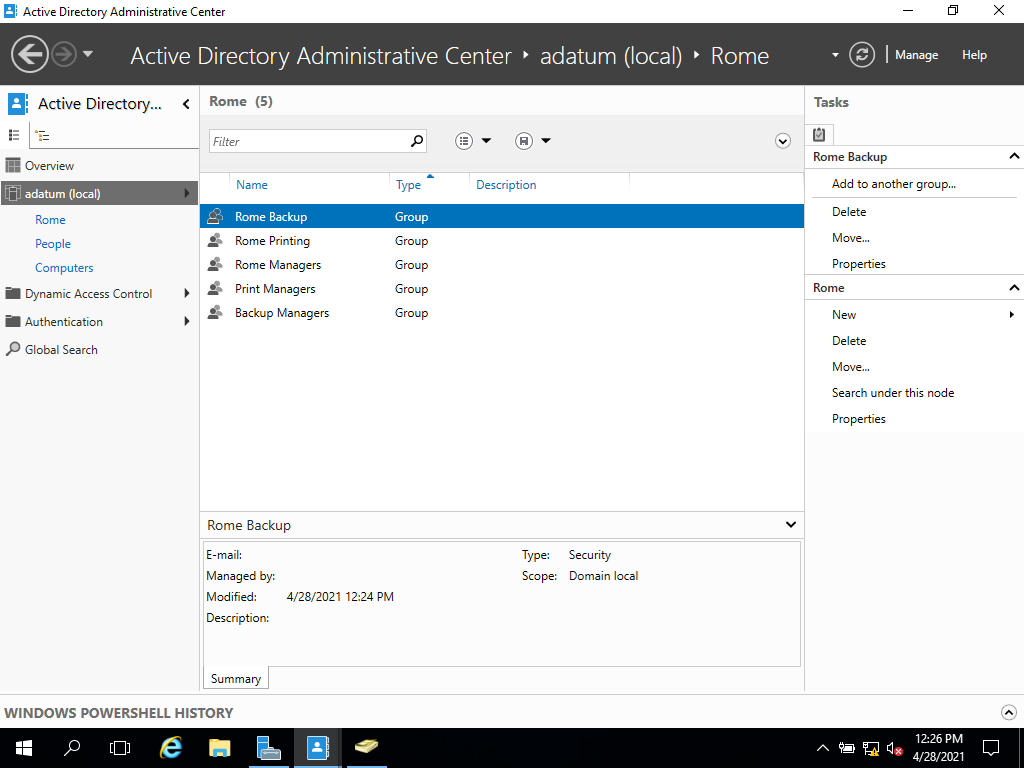 Active Directory Administrative Center
Active Directory Administrative Center ‣ adatum (local) ‣ Rome
Manage
Help
Active Directory...
Overview
adatum (local)
Rome
People
Computers
Dynamic Access Control
Authentication
Global Search
Rome (5)
Filter
Name Type Description
Rome Backup Group
Rome Printing Group
Rome Managers Group
Print Managers Group
Backup Managers Group
Rome Backup
E-mail: Type: Security
Managed by: Scope: Domain local
Modified: 4/28/2021 12:24 PM
Description:
Summary
Tasks
Rome Backup
Add to another group...
Delete
Move...
Properties
Rome
New
Delete
Move...
Search under this node
Properties
WINDOWS POWERSHELL HISTORY
12:26 PM
4/28/2021